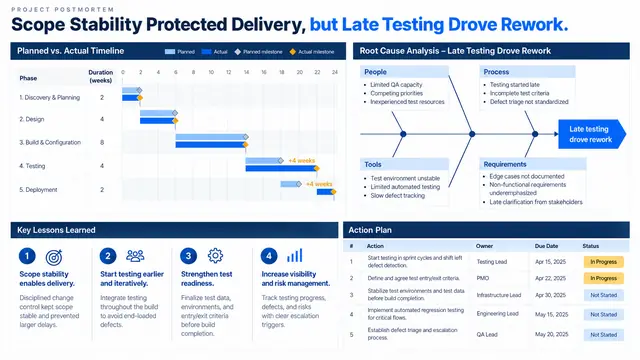 PROJECT POSTMORTEM
Scope Stability Protected Delivery, but Late Testing Drove Rework.
Planned vs. Actual Timeline
Planned
Actual
Planned milestone
Actual milestone
Phase
Duration
(weeks)
0 2 4 6 8 10 12 14 16 18 20 22 24
1. Discovery & Planning 2
2. Design 4
3. Build & Configuration 8
4. Testing 4
+4 weeks
5. Deployment 2
+4 weeks
Root Cause Analysis – Late Testing Drove Rework
People
• Limited QA capacity
• Competing priorities
• Inexperienced test resources
Process
• Testing started late
• Incomplete test criteria
• Defect triage not standardized
Late testing
drove rework
Tools
• Test environment unstable
• Limited automated testing
• Slow defect tracking
Requirements
• Edge cases not documented
• Non-functional requirements
underemphasized
• Late clarification from stakeholders
Key Lessons Learned
1
Scope stability
enables delivery.
Disciplined change
control kept scope
stable and prevented
larger delays.
2
Start testing earlier
and iteratively.
Integrate testing
throughout the build
to avoid end-loaded
defects.
3
Strengthen test
readiness.
Finalize test data,
environments, and
entry/exit criteria
before build
completion.
4
Increase visibility
and risk management.
Track testing progress,
defects, and risks
with clear escalation
triggers.
Action Plan
# Action Owner Due Date Status
1 Start testing in sprint cycles and shift left
defect detection. Testing Lead Apr 15, 2025 In Progress
2 Define and agree test entry/exit criteria. PMO Apr 22, 2025 In Progress
3 Stabilize test environments and test data
before build completion. Infrastructure Lead Apr 30, 2025 Not Started
4 Implement automated regression testing
for critical flows. Engineering Lead May 15, 2025 Not Started
5 Establish defect triage and escalation
process. QA Lead May 20, 2025 Not Started